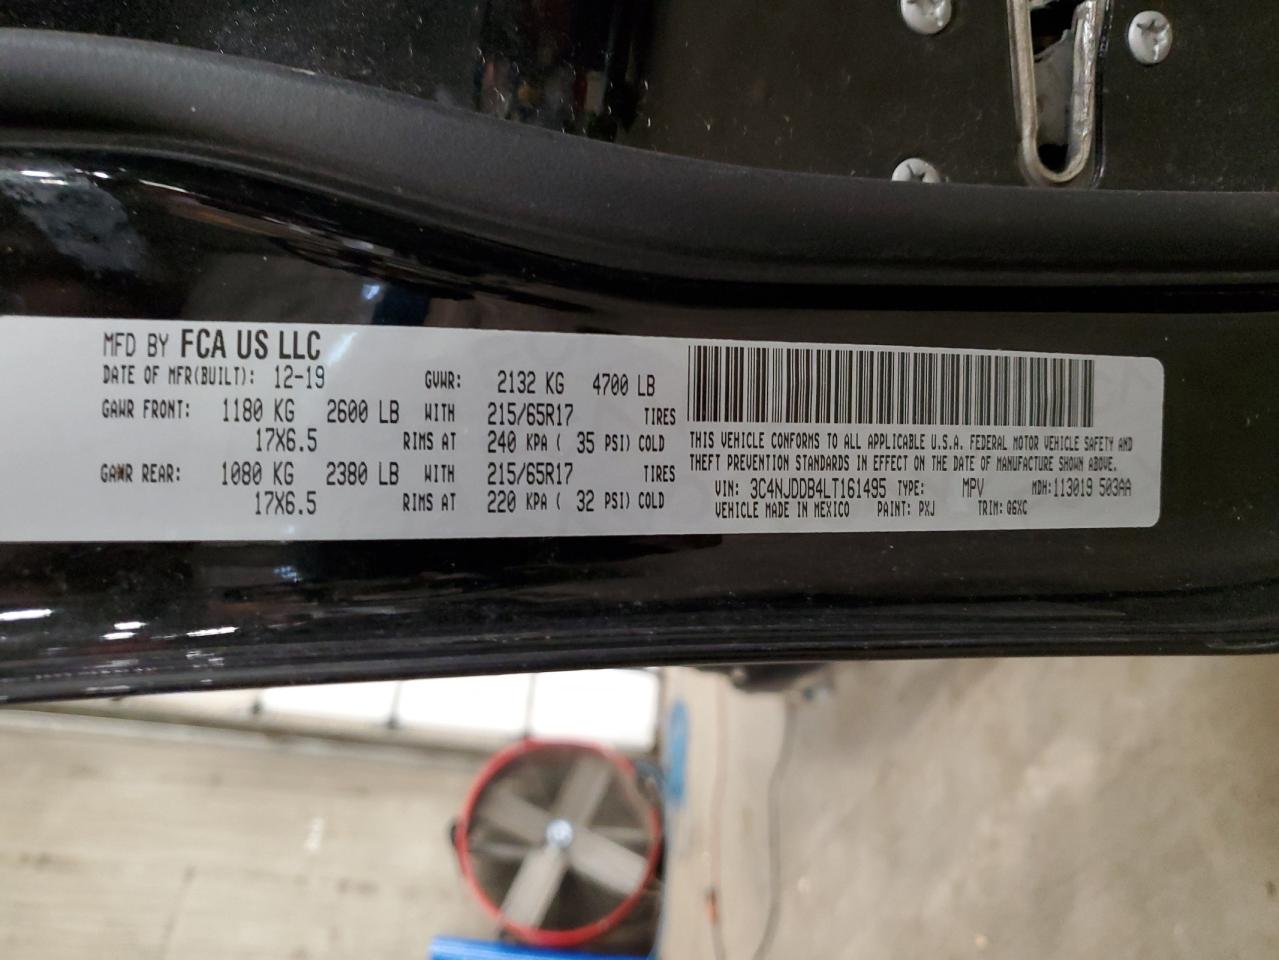 MFD BY FCA US LLC
DATE OF MFR(BUILT): 12-19 GVWR: 2132 KG 4700 LB
GAWR FRONT: 1180 KG 2600 LB WITH 215/65R17 TIRES
17X6.5 RIMS AT 240 KPA ( 35 PSI) COLD
GAWR REAR: 1080 KG 2380 LB WITH 215/65R17 TIRES
17X6.5 RIMS AT 220 KPA ( 32 PSI) COLD
THIS VEHICLE CONFORMS TO ALL APPLICABLE U.S.A. FEDERAL MOTOR VEHICLE SAFETY AND
THEFT PREVENTION STANDARDS IN EFFECT ON THE DATE OF MANUFACTURE SHOWN ABOVE.
VIN: 3C4NJDDB4LT161495 TYPE: MPV MDH: 113019 503AA
VEHICLE MADE IN MEXICO PAINT: PXJ TRIM: Q6XC